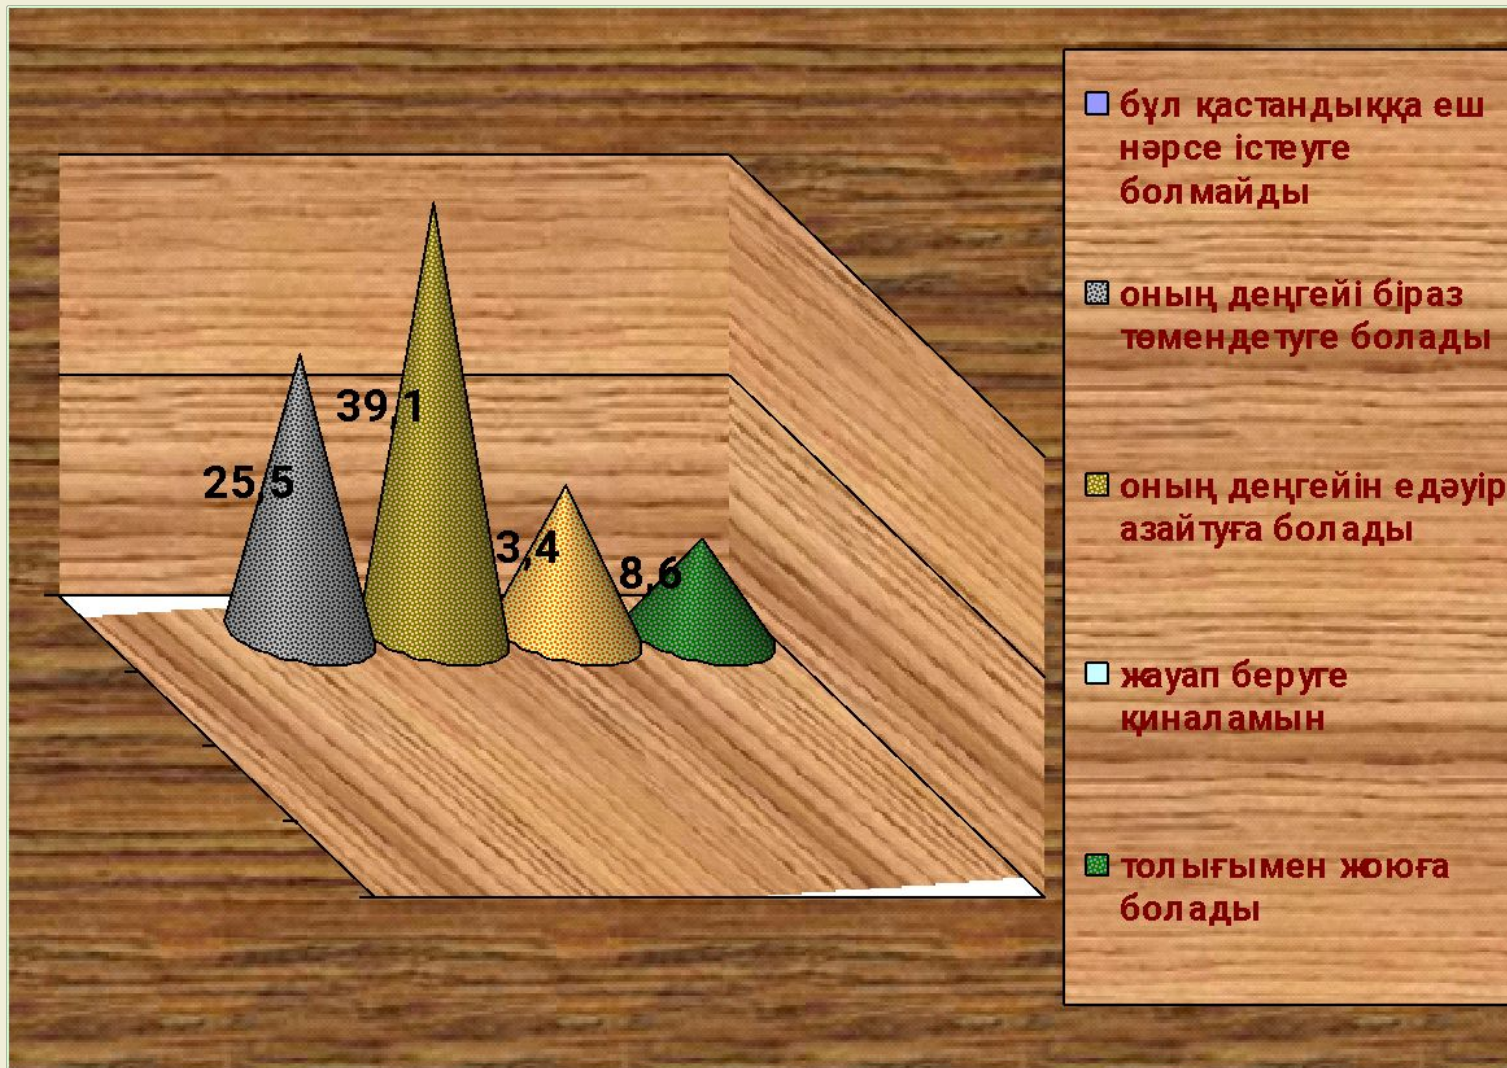 39,1
25,5
3,4
8,6
бұл қастандыққа еш
нәрсе істеуге
болмайды
оның деңгейі біраз
төмендетуге болады
оның деңгейін едәуір
азайтуға болады
жауап беруге
қиналамын
толығымен жоюға
болады